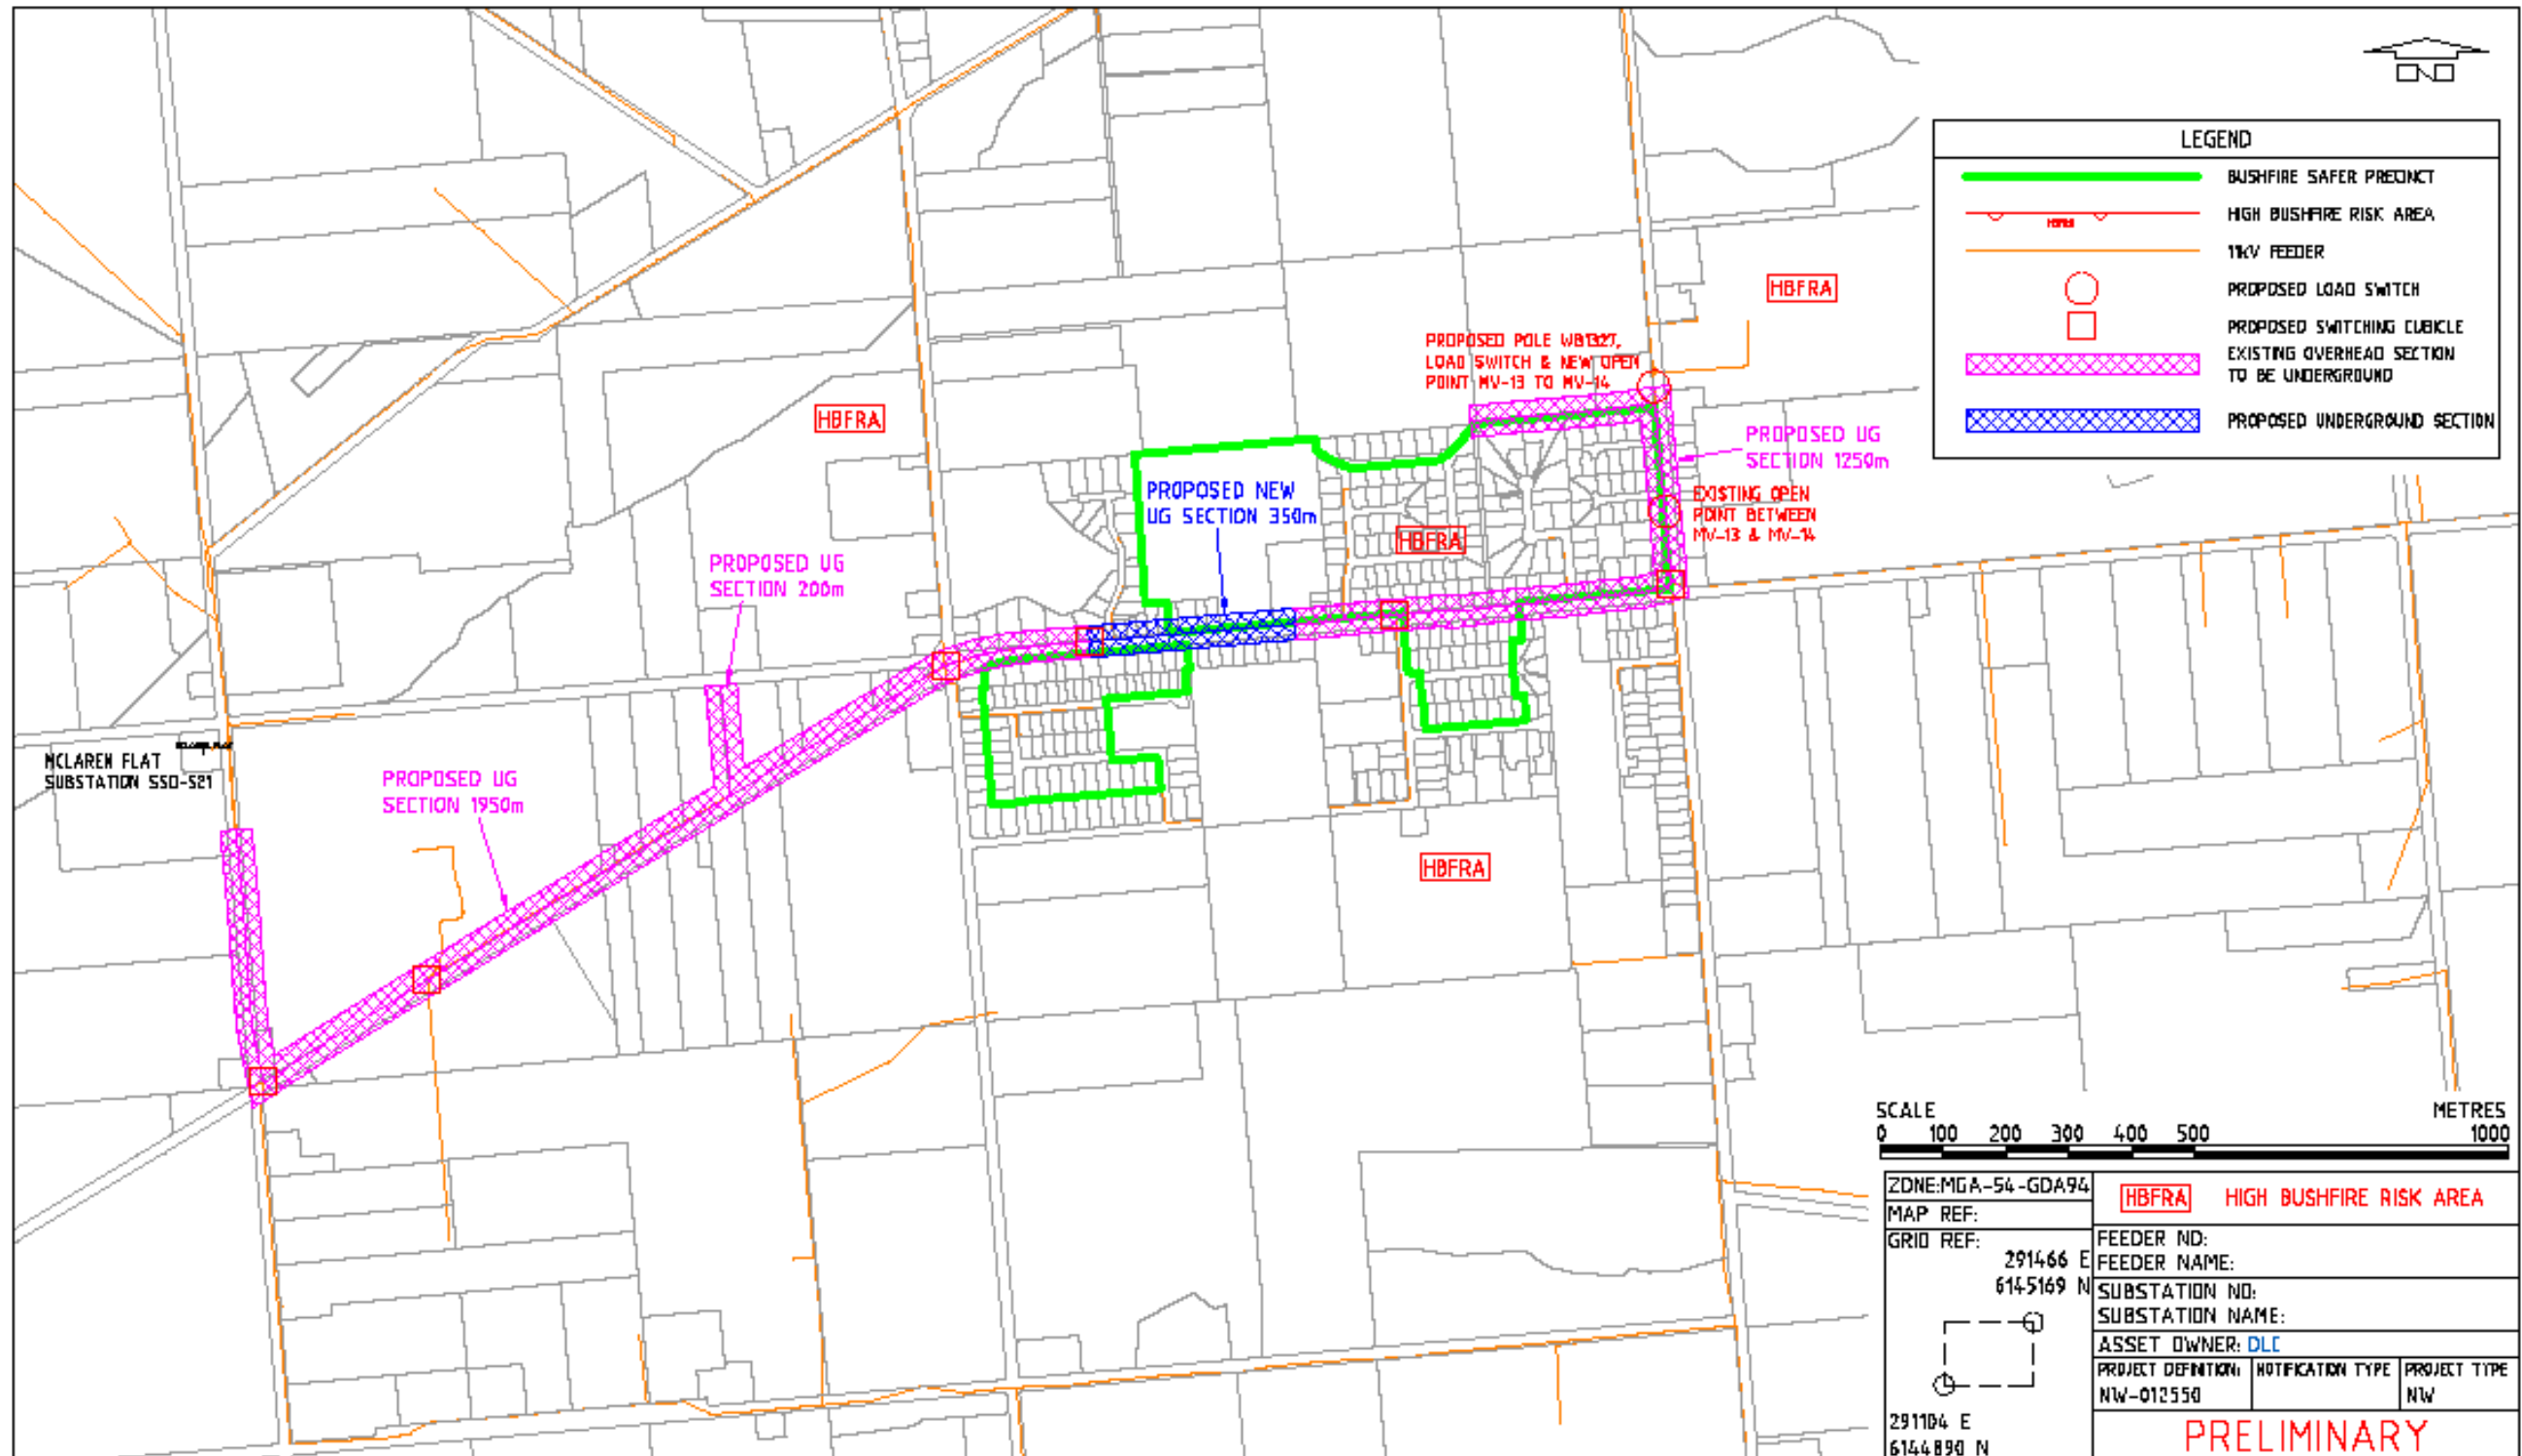 LEGEND
BUSHFIRE SAFER PRECINCT
HIGH BUSHFIRE RISK AREA
11kV FEEDER
PROPOSED LOAD SWITCH
PROPOSED SWITCHING CUBICLE
EXISTING OVERHEAD SECTION
TO BE UNDERGROUND
PROPOSED UNDERGROUND SECTION
HBFRA
PROPOSED POLE WB1327,
LOAD SWITCH & NEW OPEN
POINT MV-13 TO MV-14
HBFRA
PROPOSED UG
SECTION 1250m
PROPOSED NEW
UG SECTION 350m
EXISTING OPEN
POINT BETWEEN
MV-13 & MV-14
HBFRA
PROPOSED UG
SECTION 200m
MCLAREN FLAT
SUBSTATION SSD-521
PROPOSED UG
SECTION 1950m
HBFRA
SCALE METRES
0 100 200 300 400 500 1000
ZONE:MGA-54-GDA94
MAP REF:
GRID REF:
291466 E
6145169 N
291104 E
6144890 N
HBFRA HIGH BUSHFIRE RISK AREA
FEEDER NO:
FEEDER NAME:
SUBSTATION NO:
SUBSTATION NAME:
ASSET OWNER: DLC
PROJECT DEFINITION: NOTIFICATION TYPE PROJECT TYPE
NW-012550 NW
PRELIMINARY